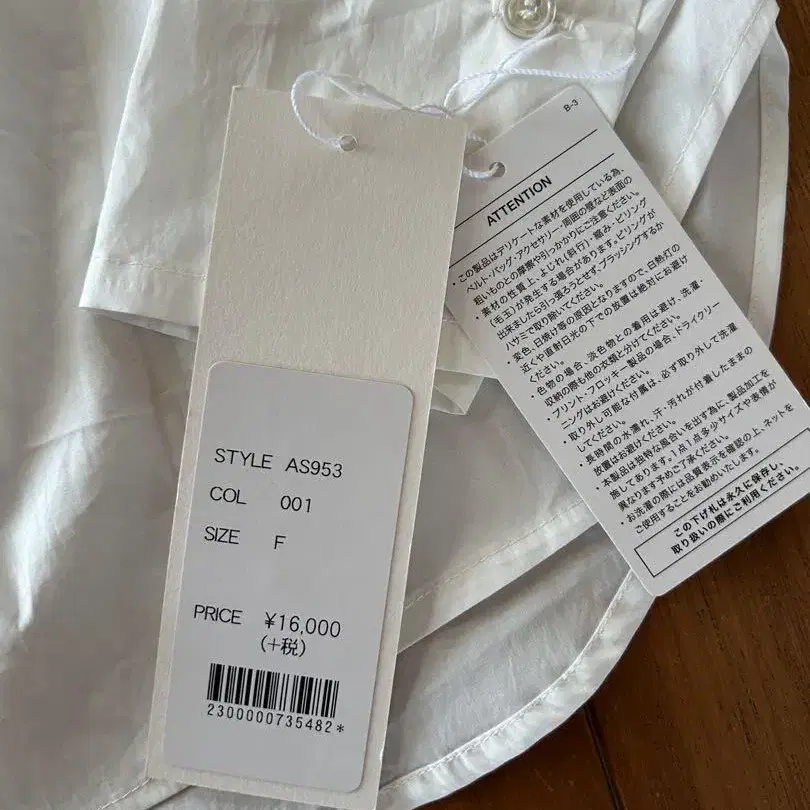 STYLE AS953
COL 001
SIZE F
PRICE ¥16,000
(+税)
2300000735482*
B-3
ATTENTION
・この製品はデリケートな素材を使用している為、
ベルト・バッグ・アクセサリー・周囲の壁など表面の
粗いものとの摩擦や引っかかりにご注意ください。
・素材の性質上、よじれ(斜行)、縮み・ピリング
(毛玉)が発生する場合があります。ピリングが
出来ましたら引っ張ろうとせず、ブラッシングするか
ハサミで取り除いてください。
・変色、日焼け等の原因となりますので、白熱灯の
近くや直射日光の下での放置は絶対にお避け
ください。
・色物の場合、淡色物との着用は避け、洗濯・
収納の際も他の衣類と分けてください。
・プリント・フロッキー製品の場合、ドライクリー
ニングはお避けください。
・取り外し可能な付属は、必ず取り外して洗濯
してください。
・長時間の水濡れ、汗・汚れが付着したままの
放置はお避けください。
・本製品は独特な風合いを出す為に、製品加工を
施してあります。1点1点多少サイズや表情が
異なります予めご了承ください。
・お洗濯の際には品質表示を確認の上、ネットを
ご使用することをお勧めいたします。
この下げ札は永久に保存し、
取り扱いの際にご利用ください。